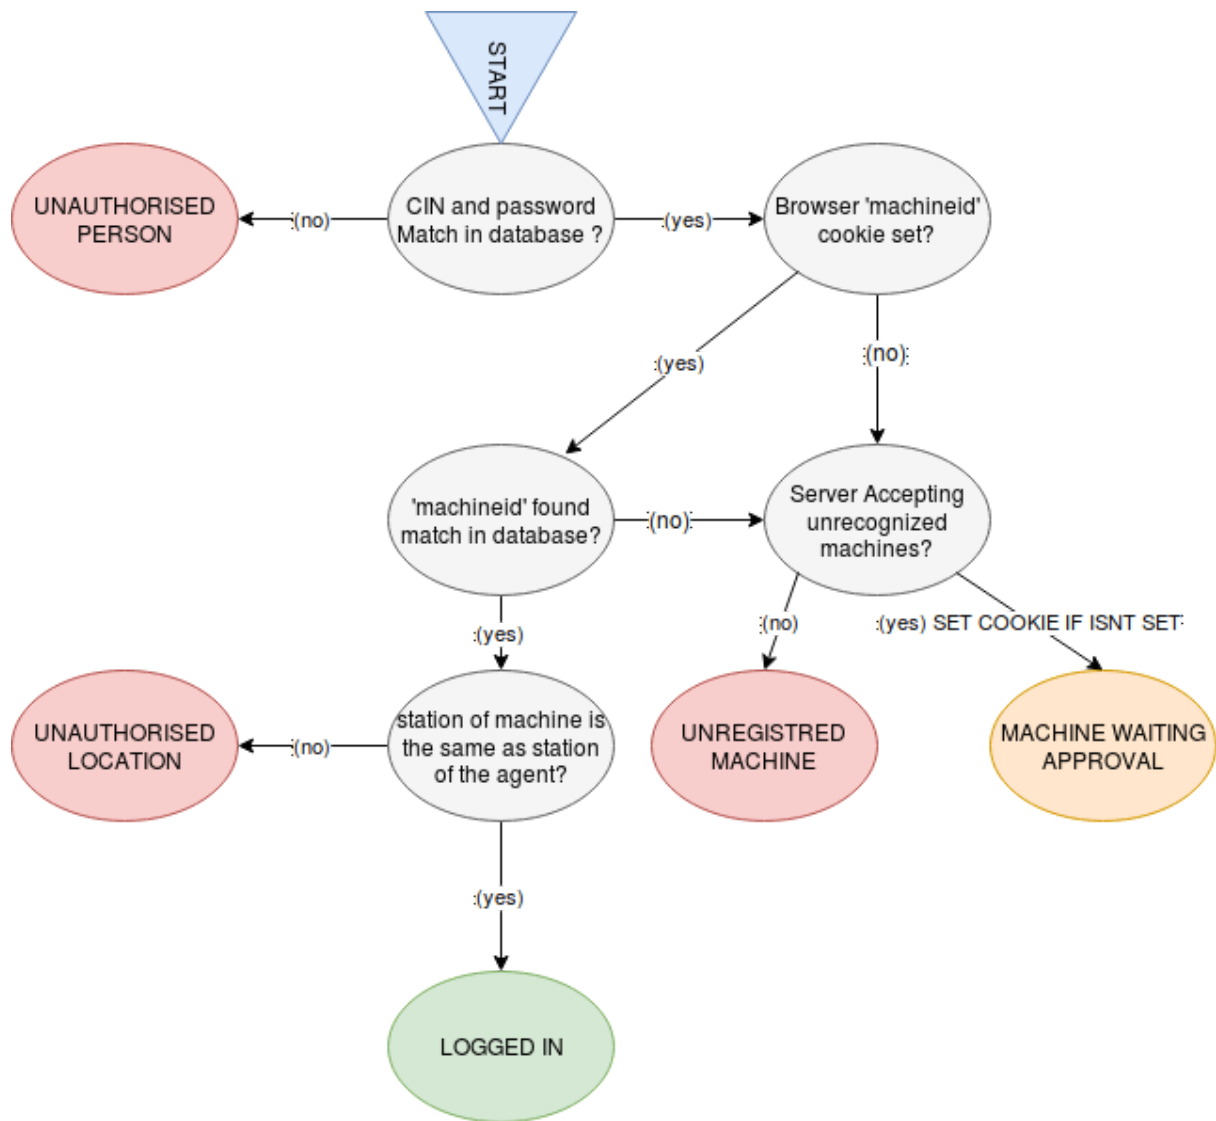 START
UNAUTHORISED
PERSON
:(no)
CIN and password
Match in database ?
:(yes)
Browser 'machineid'
cookie set?
:(yes)
:(no):
'machineid' found
match in database?
:(no):
Server Accepting
unrecognized
machines?
:(yes)
:(no)
:(yes) SET COOKIE IF ISNT SET:
UNAUTHORISED
LOCATION
:(no)
station of machine is
the same as station
of the agent?
UNREGISTRED
MACHINE
MACHINE WAITING
APPROVAL
:(yes)
LOGGED IN